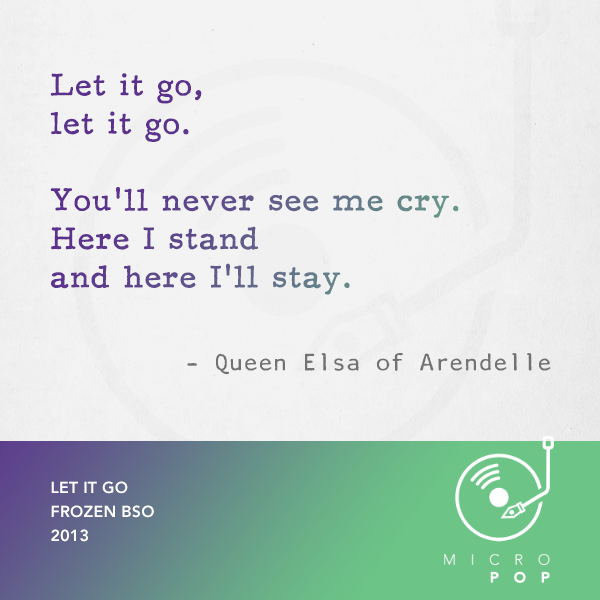 Let it go,
let it go.
You'll never see me cry.
Here I stand
and here I'll stay.
- Queen Elsa of Arendelle
LET IT GO
FROZEN BSO
2013
MICRO
POP